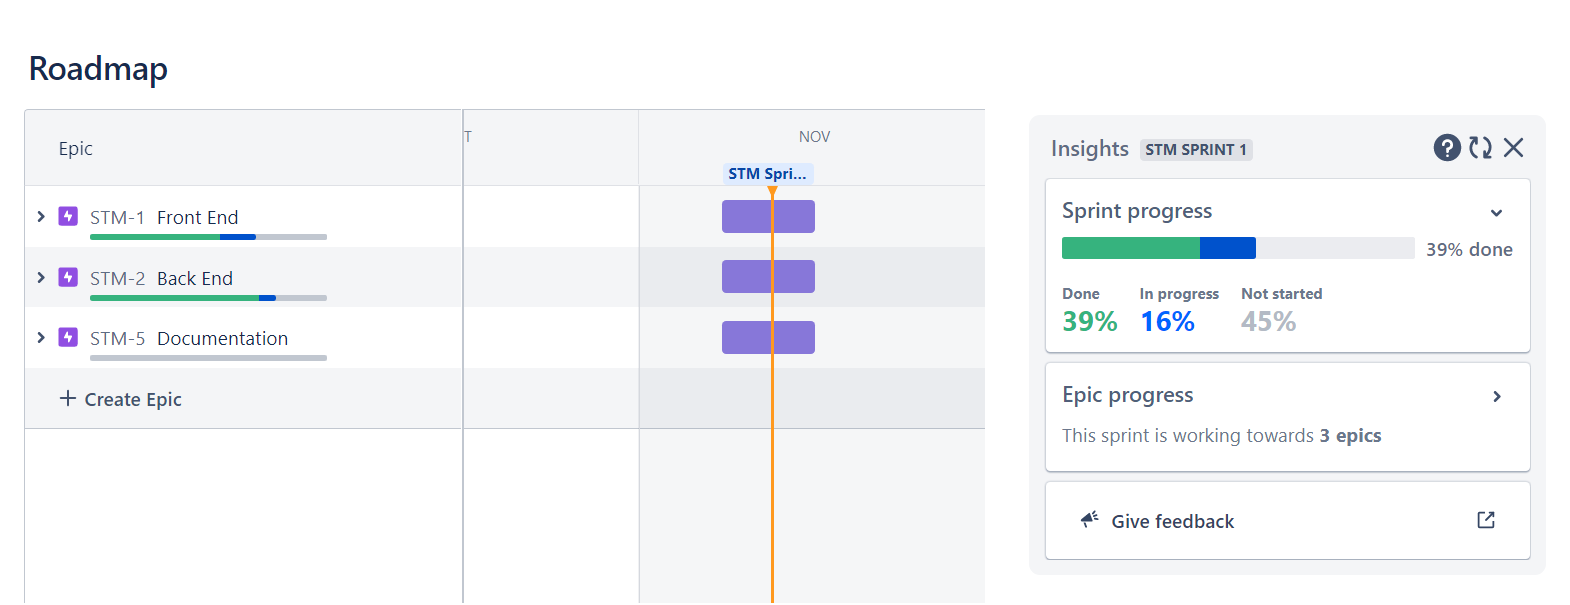 Roadmap
Epic
T
NOV
STM Spri...
STM-1 Front End
STM-2 Back End
STM-5 Documentation
+ Create Epic
Insights STM SPRINT 1
?
Sprint progress
39% done
Done In progress Not started
39% 16% 45%
Epic progress
This sprint is working towards 3 epics
Give feedback